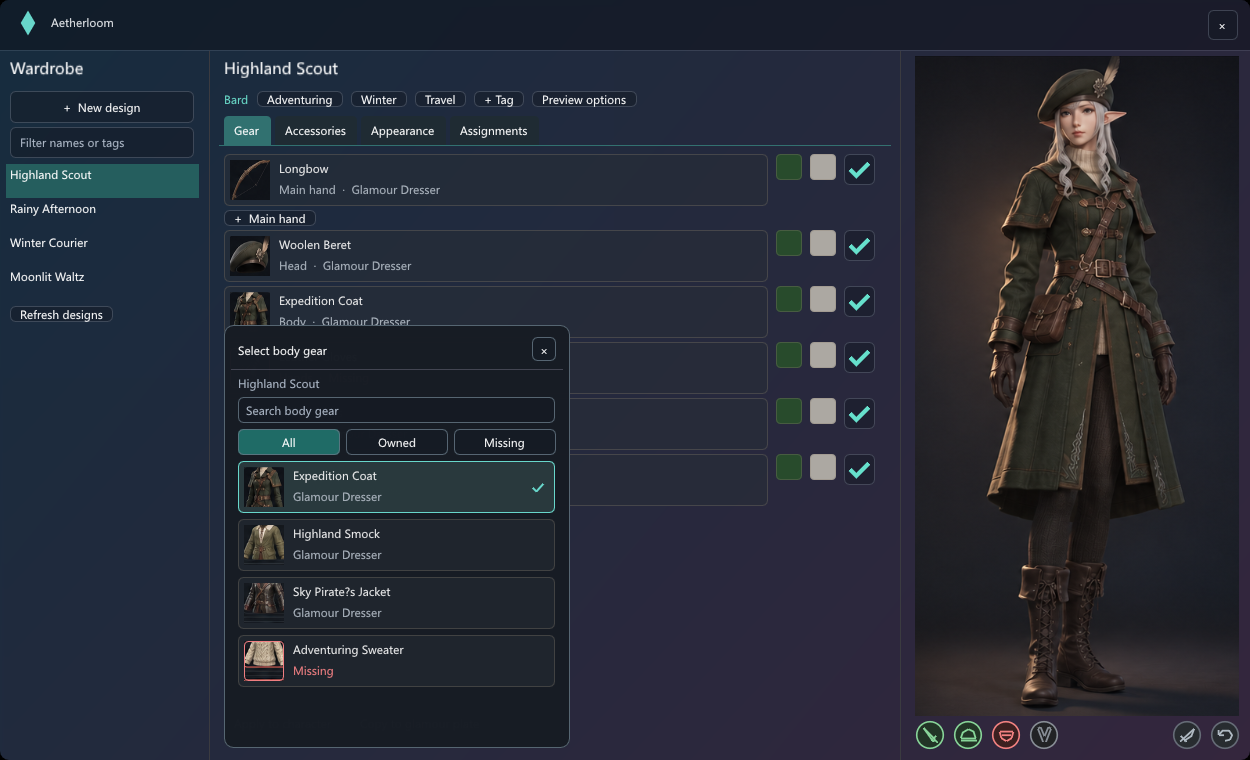 Aetherloom
×
Wardrobe
+ New design
Filter names or tags
Highland Scout
Rainy Afternoon
Winter Courier
Moonlit Waltz
Refresh designs
Highland Scout
Bard Adventuring Winter Travel + Tag Preview options
Gear Accessories Appearance Assignments
Longbow
Main hand · Glamour Dresser
+ Main hand
Woolen Beret
Head · Glamour Dresser
Expedition Coat
Body · Glamour Dresser
Select body gear ×
Highland Scout
Search body gear
All Owned Missing
Expedition Coat
Glamour Dresser
Highland Smock
Glamour Dresser
Sky Pirate?s Jacket
Glamour Dresser
Adventuring Sweater
Missing